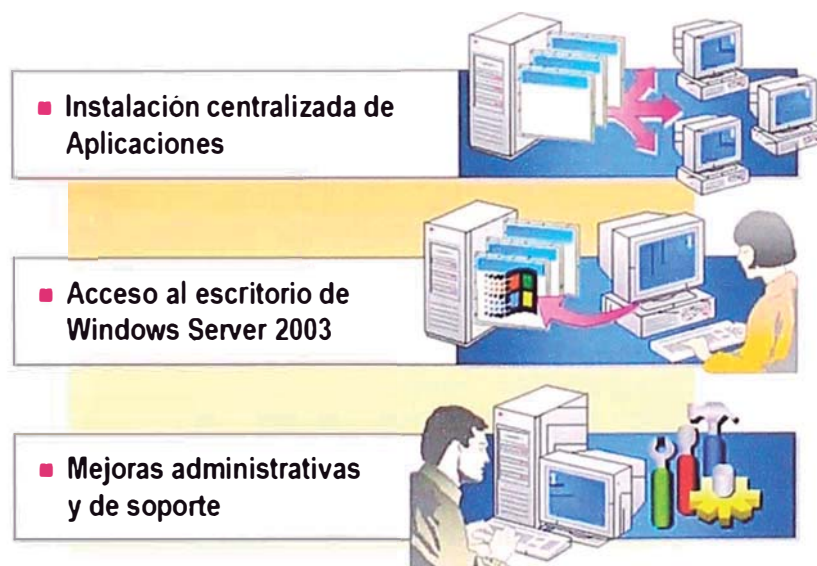 Instalación centralizada de
Aplicaciones
Acceso al escritorio de
Windows Server 2003
Mejoras administrativas
y de soporte